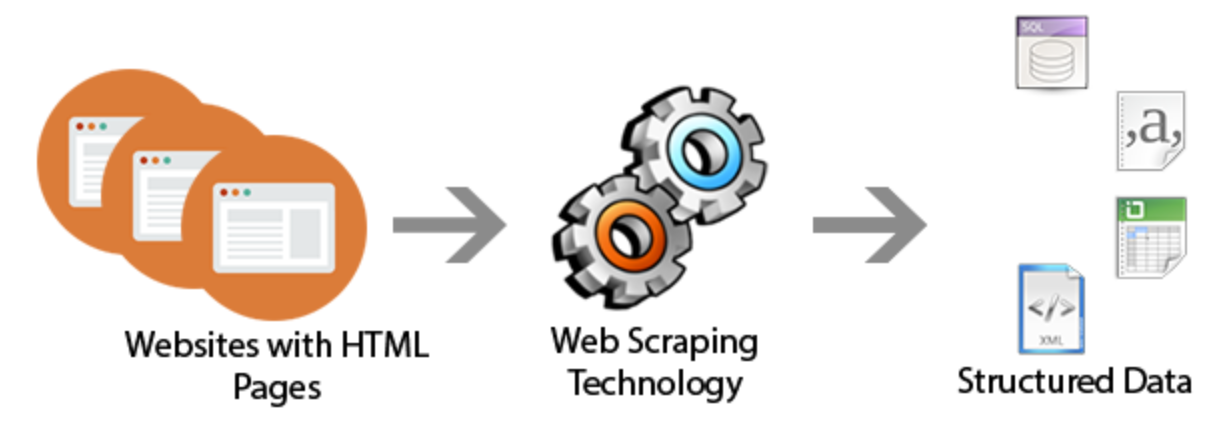 SQL
,a,
</>
XML
Websites with HTML
Pages
Web Scraping
Technology
Structured Data